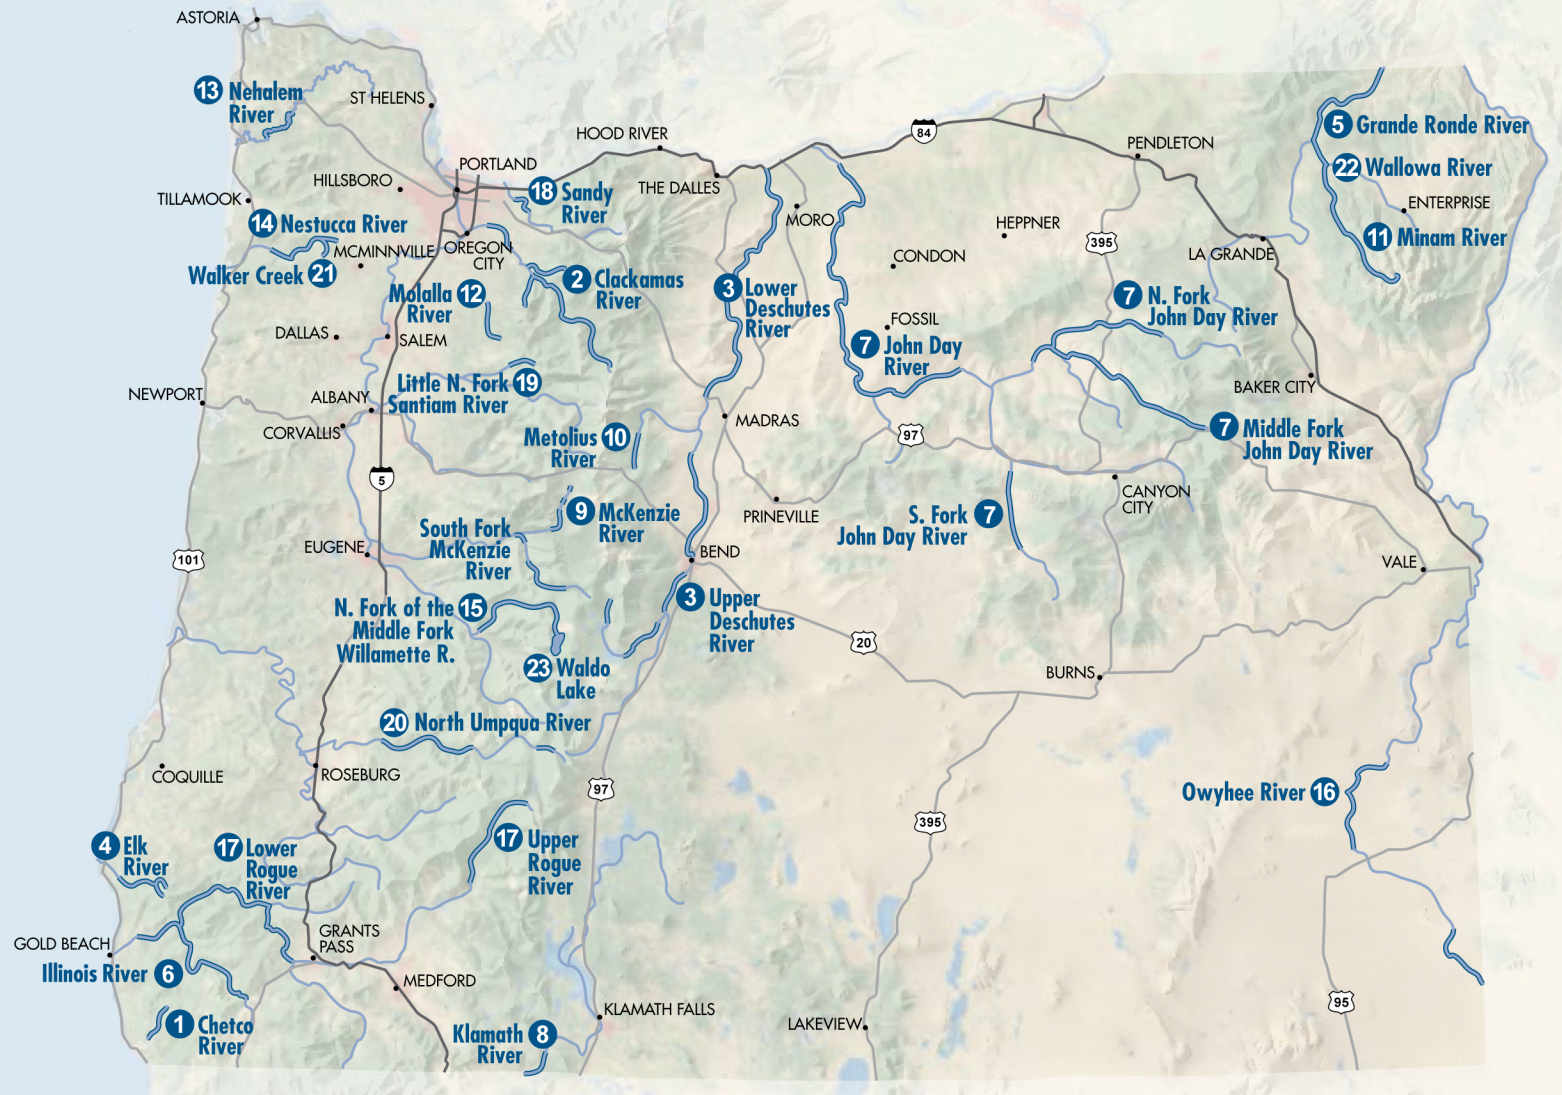 ASTORIA
13 Nehalem
River
ST HELENS
HOOD RIVER
84
PENDLETON
5 Grande Ronde River
PORTLAND
22 Wallowa River
HILLSBORO
18 Sandy
River
THE DALLES
TILLAMOOK
ENTERPRISE
MORO
14 Nestucca River
HEPPNER
11 Minam River
MCMINNVILLE
OREGON
CITY
395
LA GRANDE
CONDON
Walker Creek 21
2 Clackamas
River
Molalla 12
River
3 Lower
Deschutes
River
7 N. Fork
John Day River
FOSSIL
DALLAS
SALEM
7 John Day
River
Little N. Fork 19
Santiam River
NEWPORT
ALBANY
BAKER CITY
CORVALLIS
MADRAS
Metolius 10
River
97
7 Middle Fork
John Day River
5
CANYON
CITY
9 McKenzie
River
PRINEVILLE
S. Fork 7
John Day River
South Fork
McKenzie
River
EUGENE
BEND
101
VALE
N. Fork of the 15
Middle Fork
Willamette R.
3 Upper
Deschutes
River
20
23 Waldo
Lake
BURNS
20 North Umpqua River
COQUILLE
ROSEBURG
97
Owyhee River 16
395
4 Elk
River
17 Lower
Rogue
River
17 Upper
Rogue
River
GOLD BEACH
GRANTS
PASS
Illinois River 6
MEDFORD
95
1 Chetco
River
Klamath 8
River
KLAMATH FALLS
LAKEVIEW